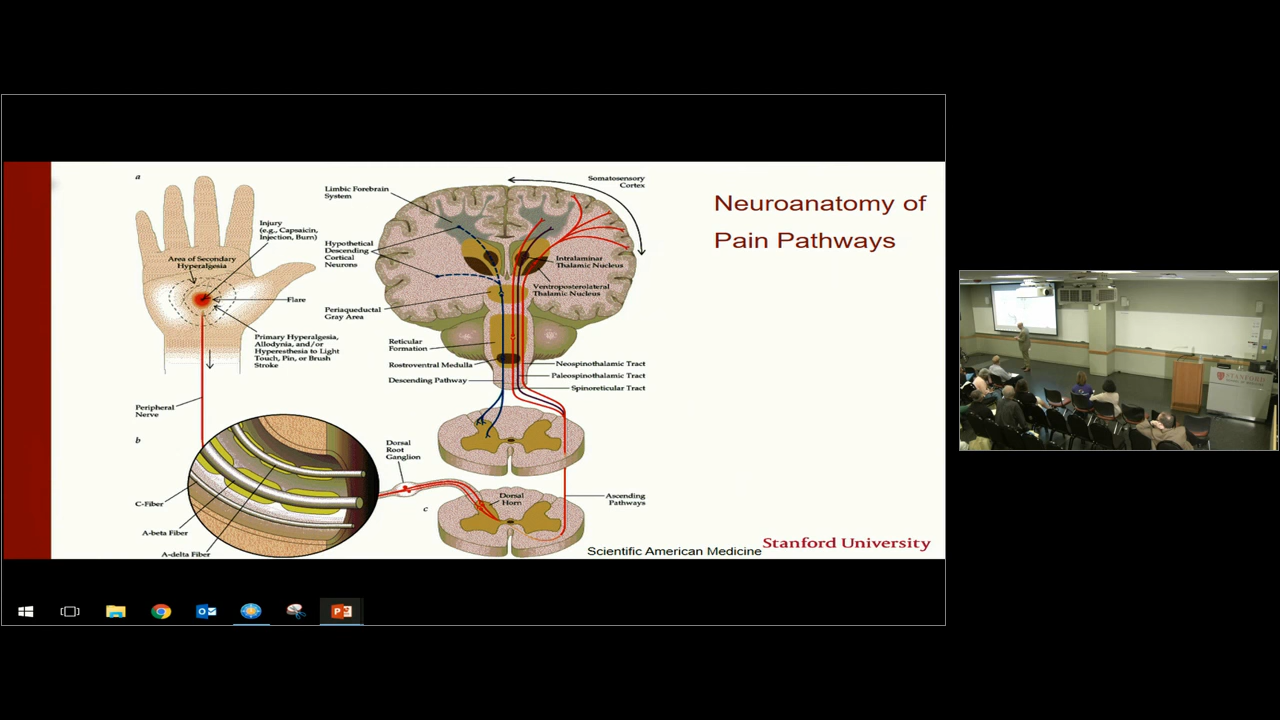 Neuroanatomy of
Pain Pathways
a
Injury
(e.g., Capsaicin,
Injection, Burn)
Area of Secondary
Hyperalgesia
Flare
Primary Hyperalgesia,
Allodynia, and/or
Hyperesthesia to Light
Touch, Pin, or Brush
Stroke
Peripheral
Nerve
b
C-Fiber
A-beta Fiber
A-delta Fiber
Limbic Forebrain
System
Hypothetical
Descending
Cortical
Neurons
Periaqueductal
Gray Area
Reticular
Formation
Rostroventral Medulla
Descending Pathway
Somatosensory
Cortex
Intralaminar
Thalamic Nucleus
Ventroposterolateral
Thalamic Nucleus
Neospinothalamic Tract
Paleospinothalamic Tract
Spinoreticular Tract
Dorsal
Root
Ganglion
c
Dorsal
Horn
Ascending
Pathways
Scientific American Medicine
Stanford University
STANFORD